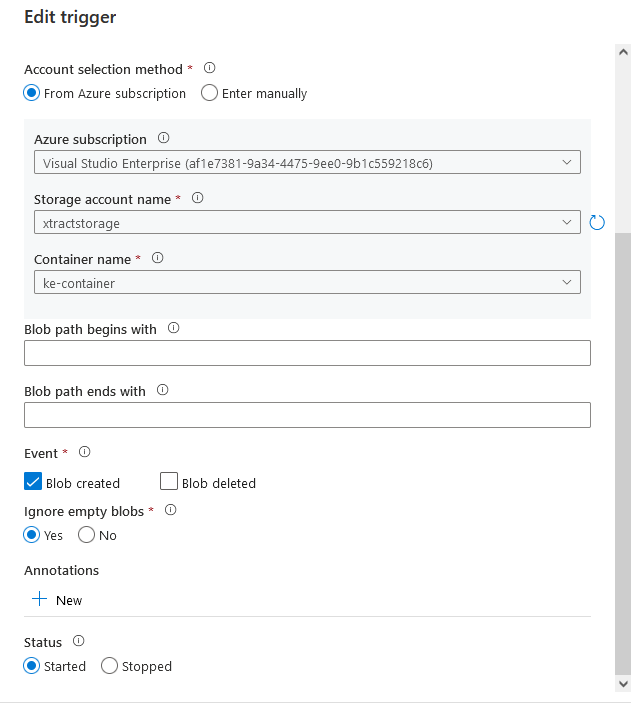 Edit trigger
Account selection method *
From Azure subscription Enter manually
Azure subscription
Visual Studio Enterprise (af1e7381-9a34-4475-9ee0-9b1c559218c6)
Storage account name *
xtractstorage
Container name *
ke-container
Blob path begins with
Blob path ends with
Event *
Blob created Blob deleted
Ignore empty blobs *
Yes No
Annotations
+ New
Status
Started Stopped